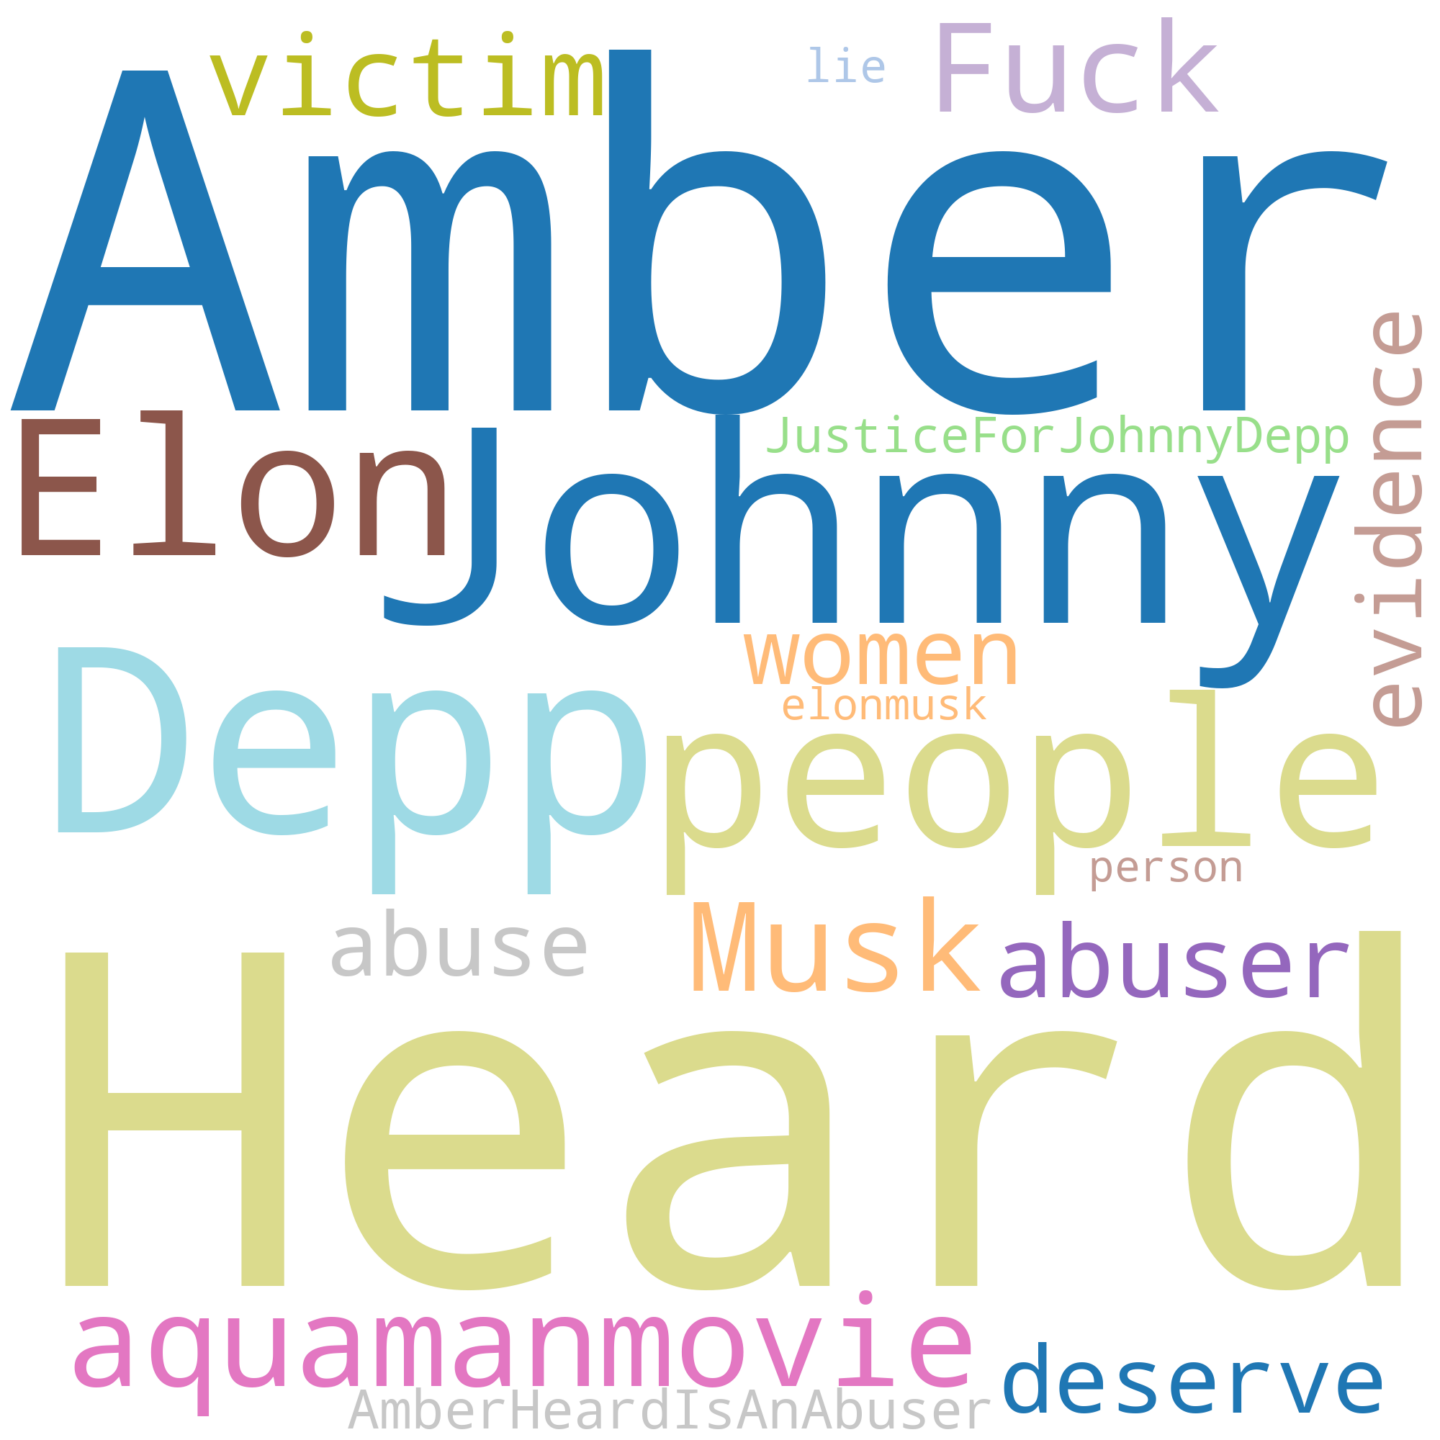 victim
lie
Fuck
Amber
Elon
Johnny
JusticeForJohnnyDepp
evidence
women
elonmusk
Depp
people
person
abuse
Musk
abuser
Heard
aquamanmovie
deserve
AmberHeardIsAnAbuser